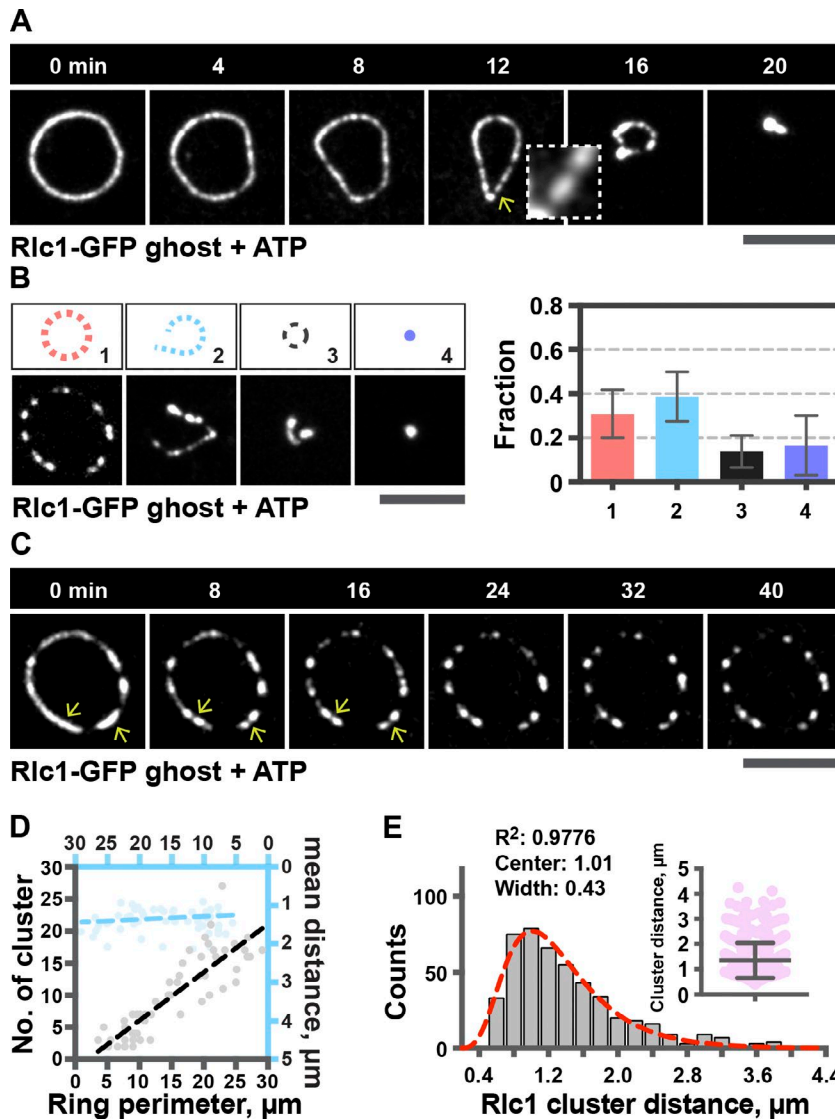 A
0 min 4 8 12 16 20
Rlc1-GFP ghost + ATP
B
1 2 3 4
Rlc1-GFP ghost + ATP
Fraction
0.8
0.6
0.4
0.2
0
1 2 3 4
C
0 min 8 16 24 32 40
Rlc1-GFP ghost + ATP
D
30 25 20 15 10 5 0
No. of cluster
30
25
20
15
10
5
0
0
1
2
3
4
5
mean distance, µm
0 5 10 15 20 25 30
Ring perimeter, µm
E
R²: 0.9776
Center: 1.01
Width: 0.43
Counts
100
50
0
0.4 1.2 2.0 2.8 3.6 4.4
Rlc1 cluster distance, µm
Cluster distance, µm
5
4
3
2
1
0